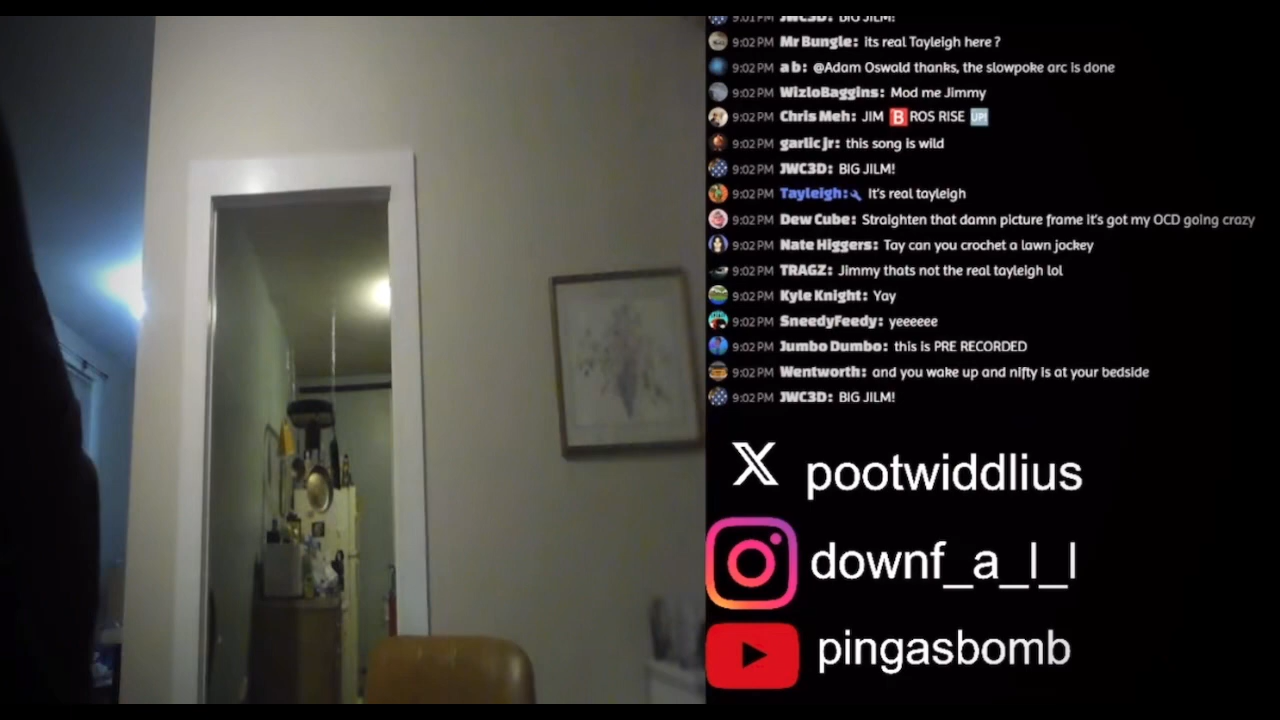 9:01 PM JWC3D: BIG JILM!
9:02 PM Mr Bungle: its real Tayleigh here ?
9:02 PM a b: @Adam Oswald thanks, the slowpoke arc is done
9:02 PM WizloBaggins: Mod me Jimmy
9:02 PM Chris Meh: JIM 🅱️ROS RISE 🆙
9:02 PM garlic jr: this song is wild
9:02 PM JWC3D: BIG JILM!
9:02 PM Tayleigh: It's real tayleigh
9:02 PM Dew Cube: Straighten that damn picture frame it's got my OCD going crazy
9:02 PM Nate Higgers: Tay can you crochet a lawn jockey
9:02 PM TRAGZ: Jimmy thats not the real tayleigh lol
9:02 PM Kyle Knight: Yay
9:02 PM SneedyFeedy: yeeeeee
9:02 PM Jumbo Dumbo: this is PRE RECORDED
9:02 PM Wentworth: and you wake up and nifty is at your bedside
9:02 PM JWC3D: BIG JILM!
X pootwiddlius
downf_a_l_l
pingasbomb